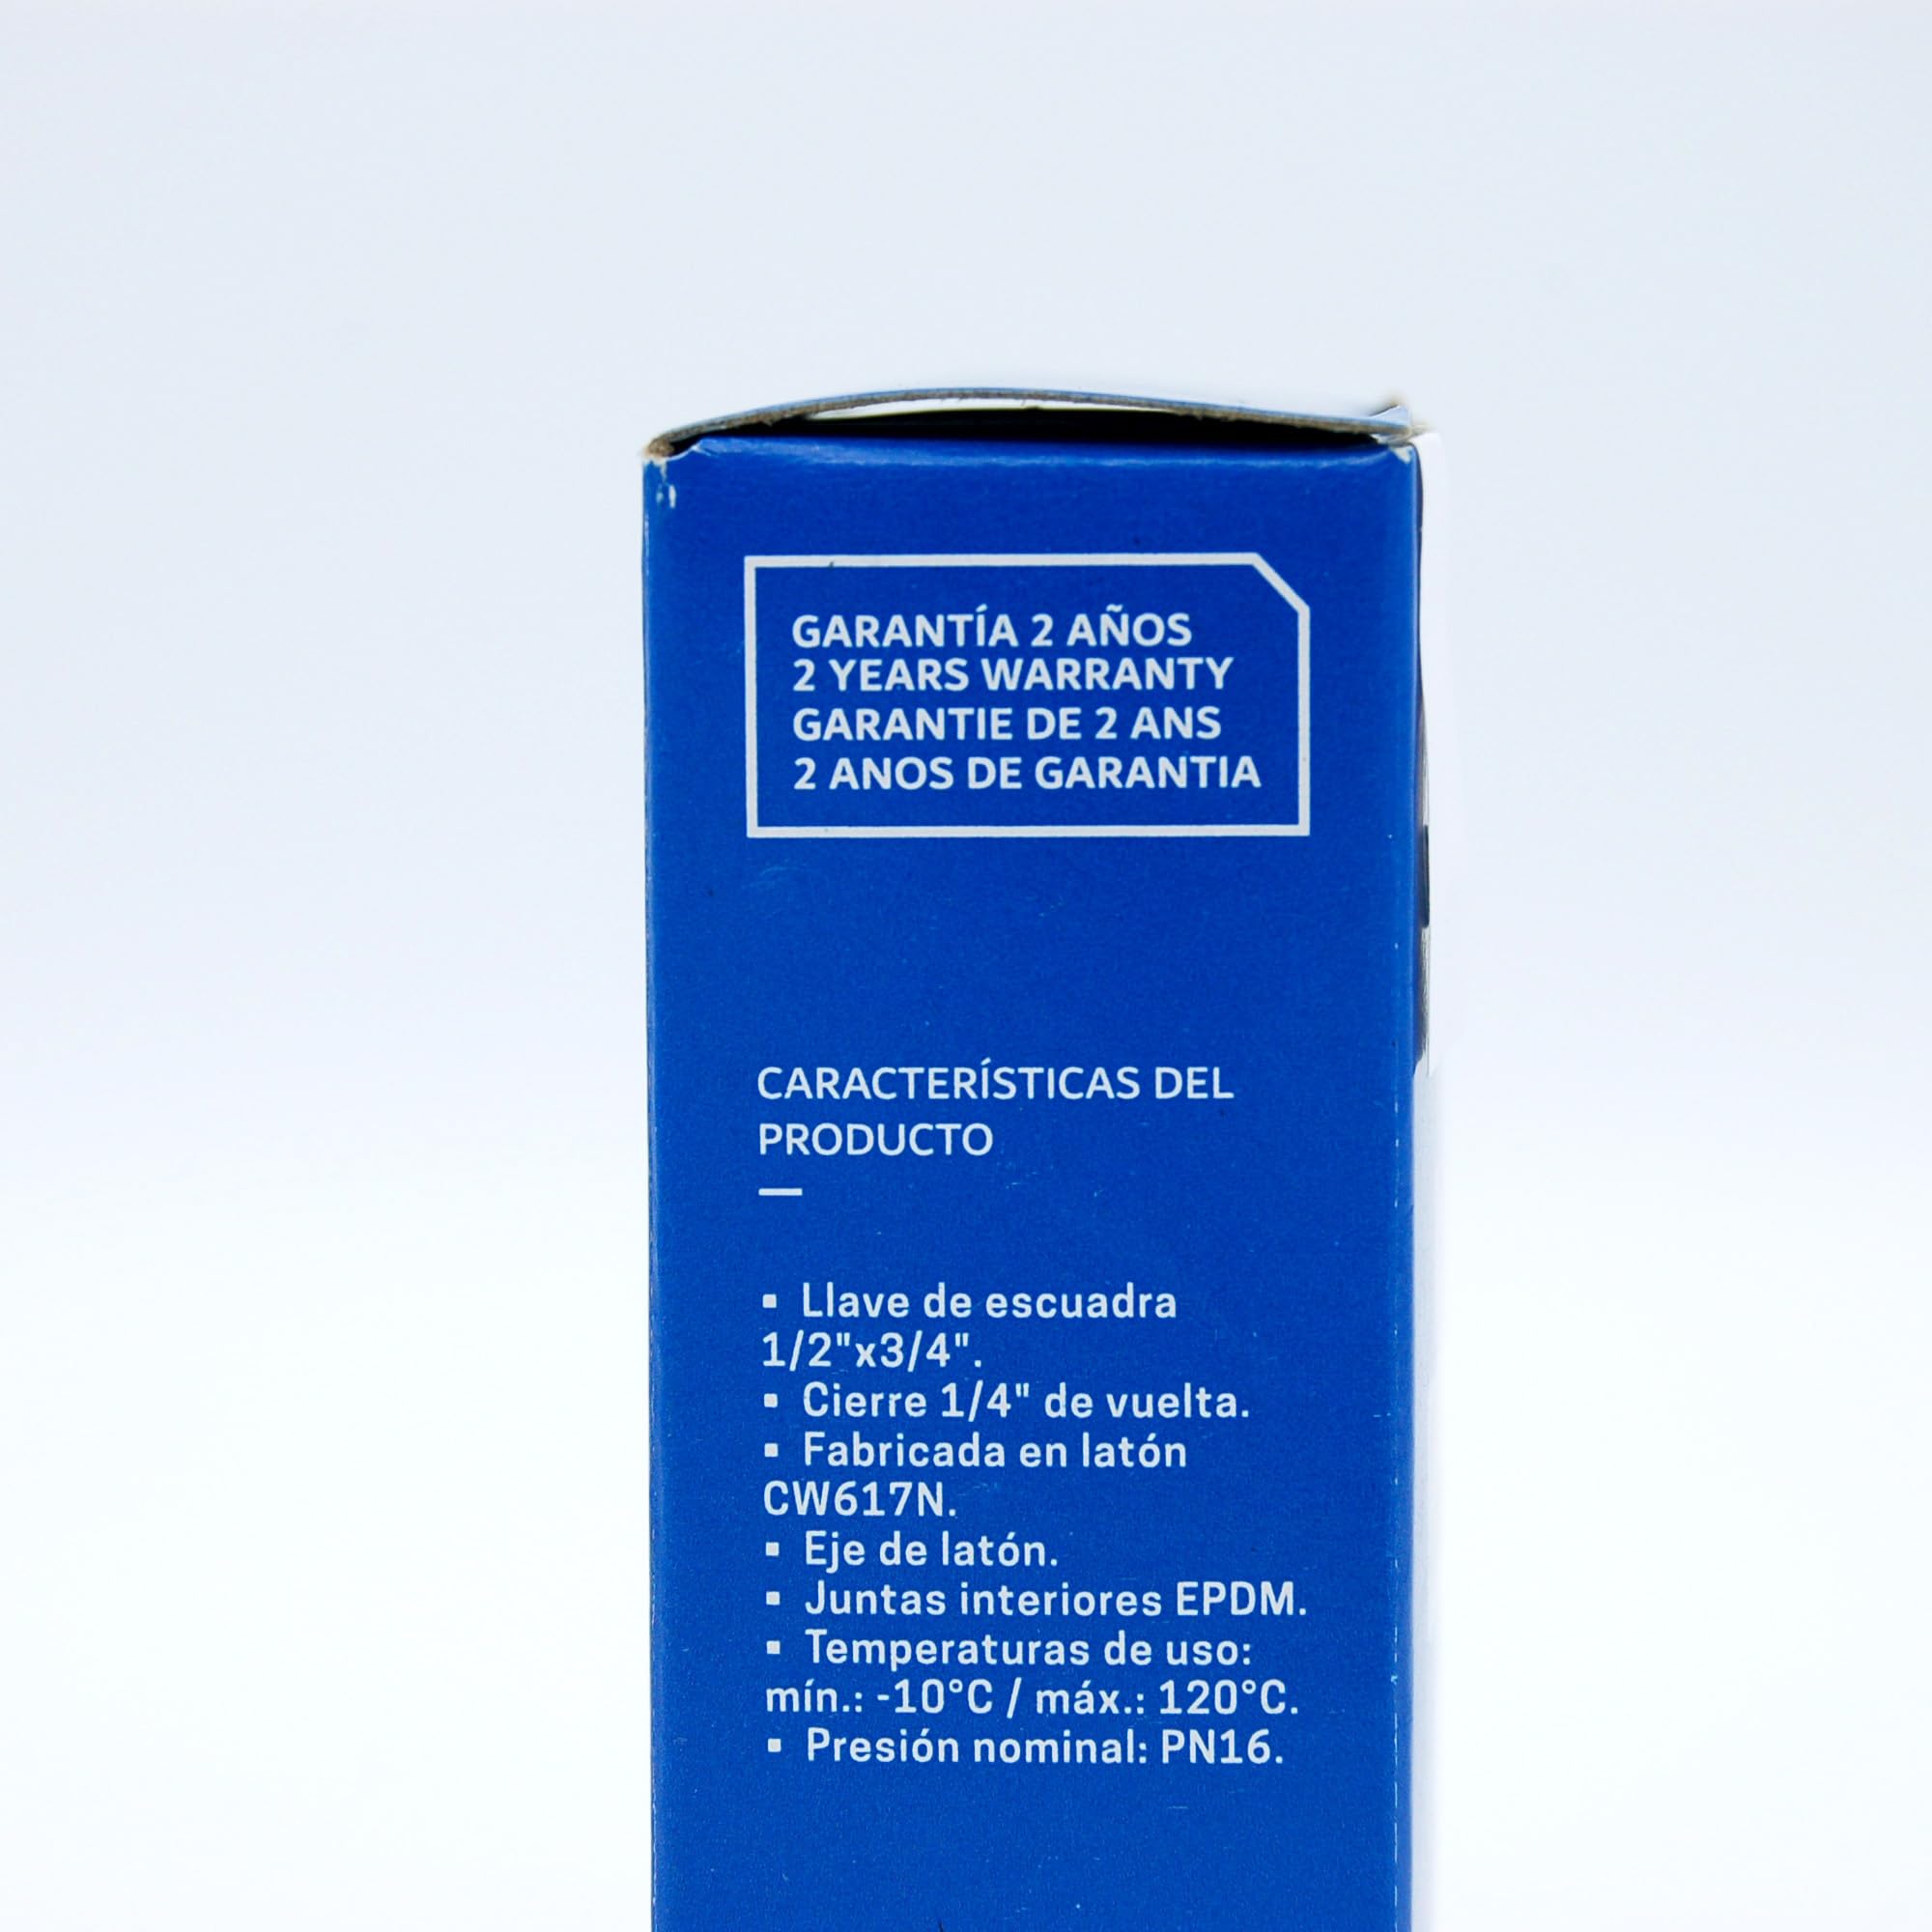 GARANTÍA 2 AÑOS
2 YEARS WARRANTY
GARANTIE DE 2 ANS
2 ANOS DE GARANTIA
CARACTERÍSTICAS DEL
PRODUCTO
▪ Llave de escuadra
1/2"x3/4".
▪ Cierre 1/4" de vuelta.
▪ Fabricada en latón
CW617N.
▪ Eje de latón.
▪ Juntas interiores EPDM.
▪ Temperaturas de uso:
mín.: -10°C / máx.: 120°C.
▪ Presión nominal: PN16.